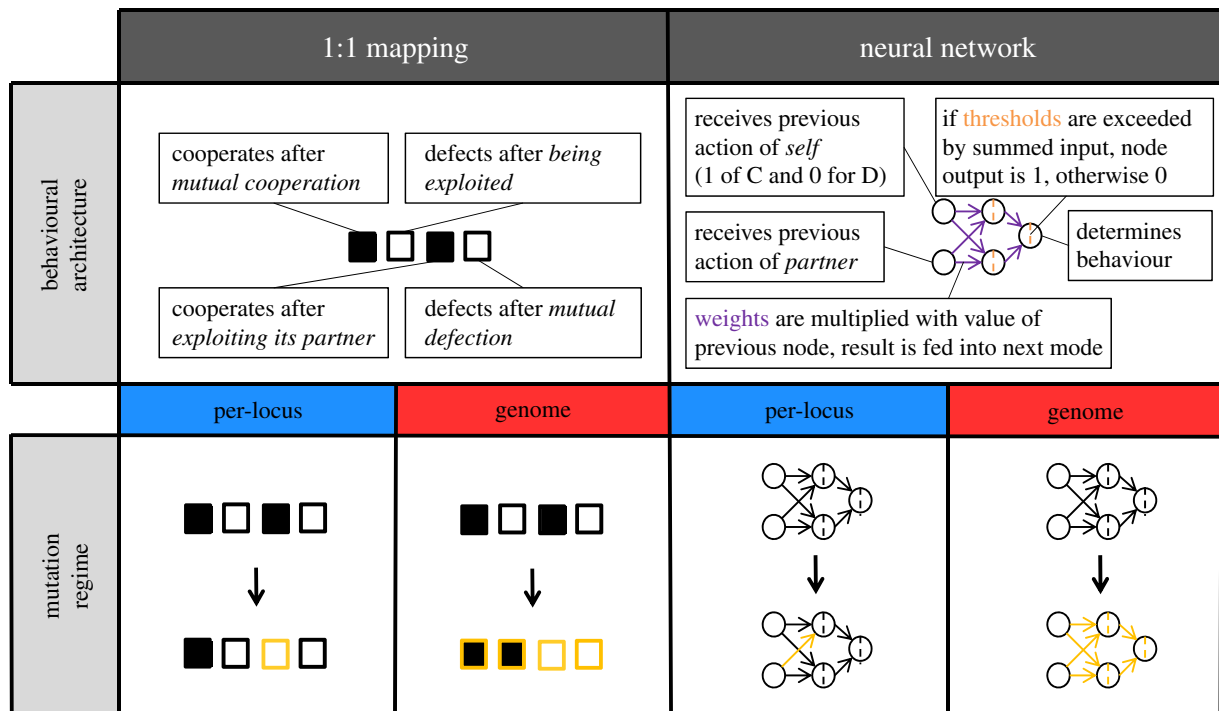 1:1 mapping
neural network
behavioural
architecture
cooperates after
mutual cooperation
defects after being
exploited
cooperates after
exploiting its partner
defects after mutual
defection
receives previous
action of self
(1 of C and 0 for D)
if thresholds are exceeded
by summed input, node
output is 1, otherwise 0
receives previous
action of partner
determines
behaviour
weights are multiplied with value of
previous node, result is fed into next mode
per-locus
genome
per-locus
genome
mutation
regime